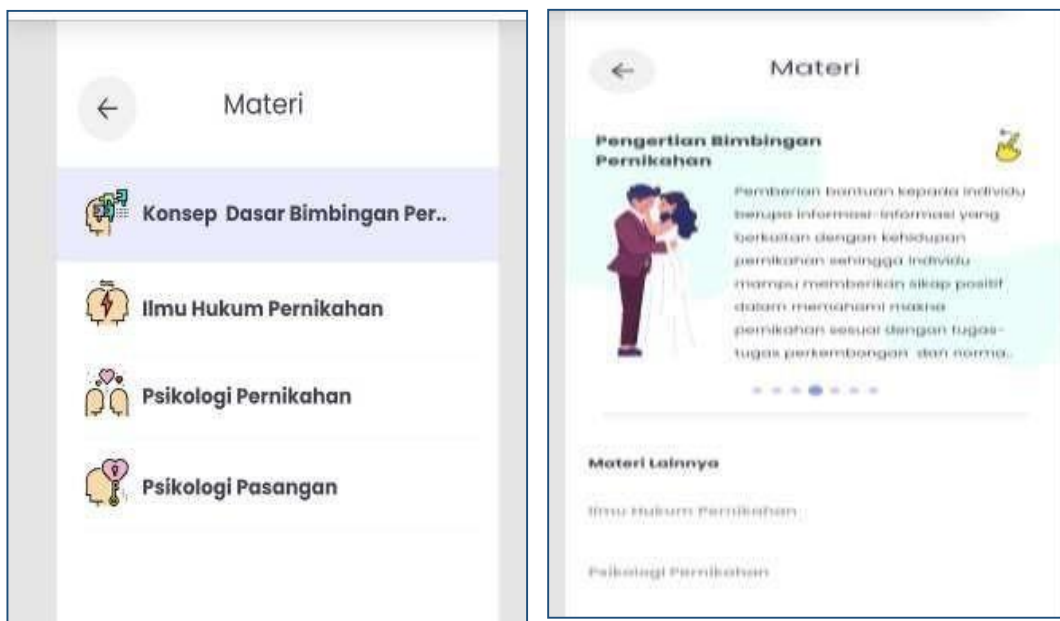 Materi
Konsep Dasar Bimbingan Per..
Ilmu Hukum Pernikahan
Psikologi Pernikahan
Psikologi Pasangan
Materi
Pengertian Bimbingan
Pernikahan
Pemberian bantuan kepada individu
berupa informasi-informasi yang
berkaitan dengan kehidupan
pernikahan sehingga individu
mampu memberikan sikap positif
dalam memahami makna
pernikahan sesuai dengan tugas-
tugas perkembangan dan norma..
Materi Lainnya
Ilmu Hukum Pernikahan
Psikologi Pernikahan